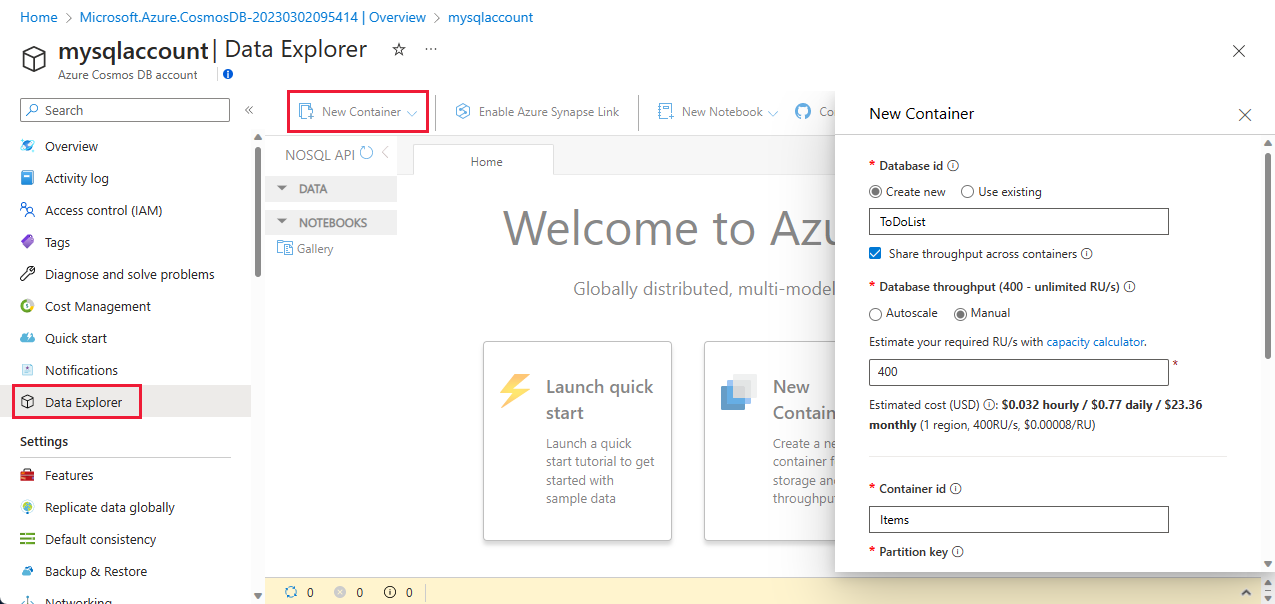 Home > Microsoft.Azure.CosmosDB-20230302095414 | Overview > mysqlaccount
mysqlaccount | Data Explorer
Azure Cosmos DB account
Search
Overview
Activity log
Access control (IAM)
Tags
Diagnose and solve problems
Cost Management
Quick start
Notifications
Data Explorer
Settings
Features
Replicate data globally
Default consistency
Backup & Restore
Networking
New Container
Enable Azure Synapse Link
New Notebook
NOSQL API
DATA
NOTEBOOKS
Gallery
Home
Welcome to Azu
Globally distributed, multi-model
Launch quick
start
Launch a quick
start tutorial to get
started with
sample data
New
Contain
Create a ne
container f
storage an
throughpu
0 0 0
New Container
* Database id
Create new Use existing
ToDoList
Share throughput across containers
* Database throughput (400 - unlimited RU/s)
Autoscale Manual
Estimate your required RU/s with capacity calculator.
400 *
Estimated cost (USD) : $0.032 hourly / $0.77 daily / $23.36
monthly (1 region, 400RU/s, $0.00008/RU)
* Container id
Items
* Partition key